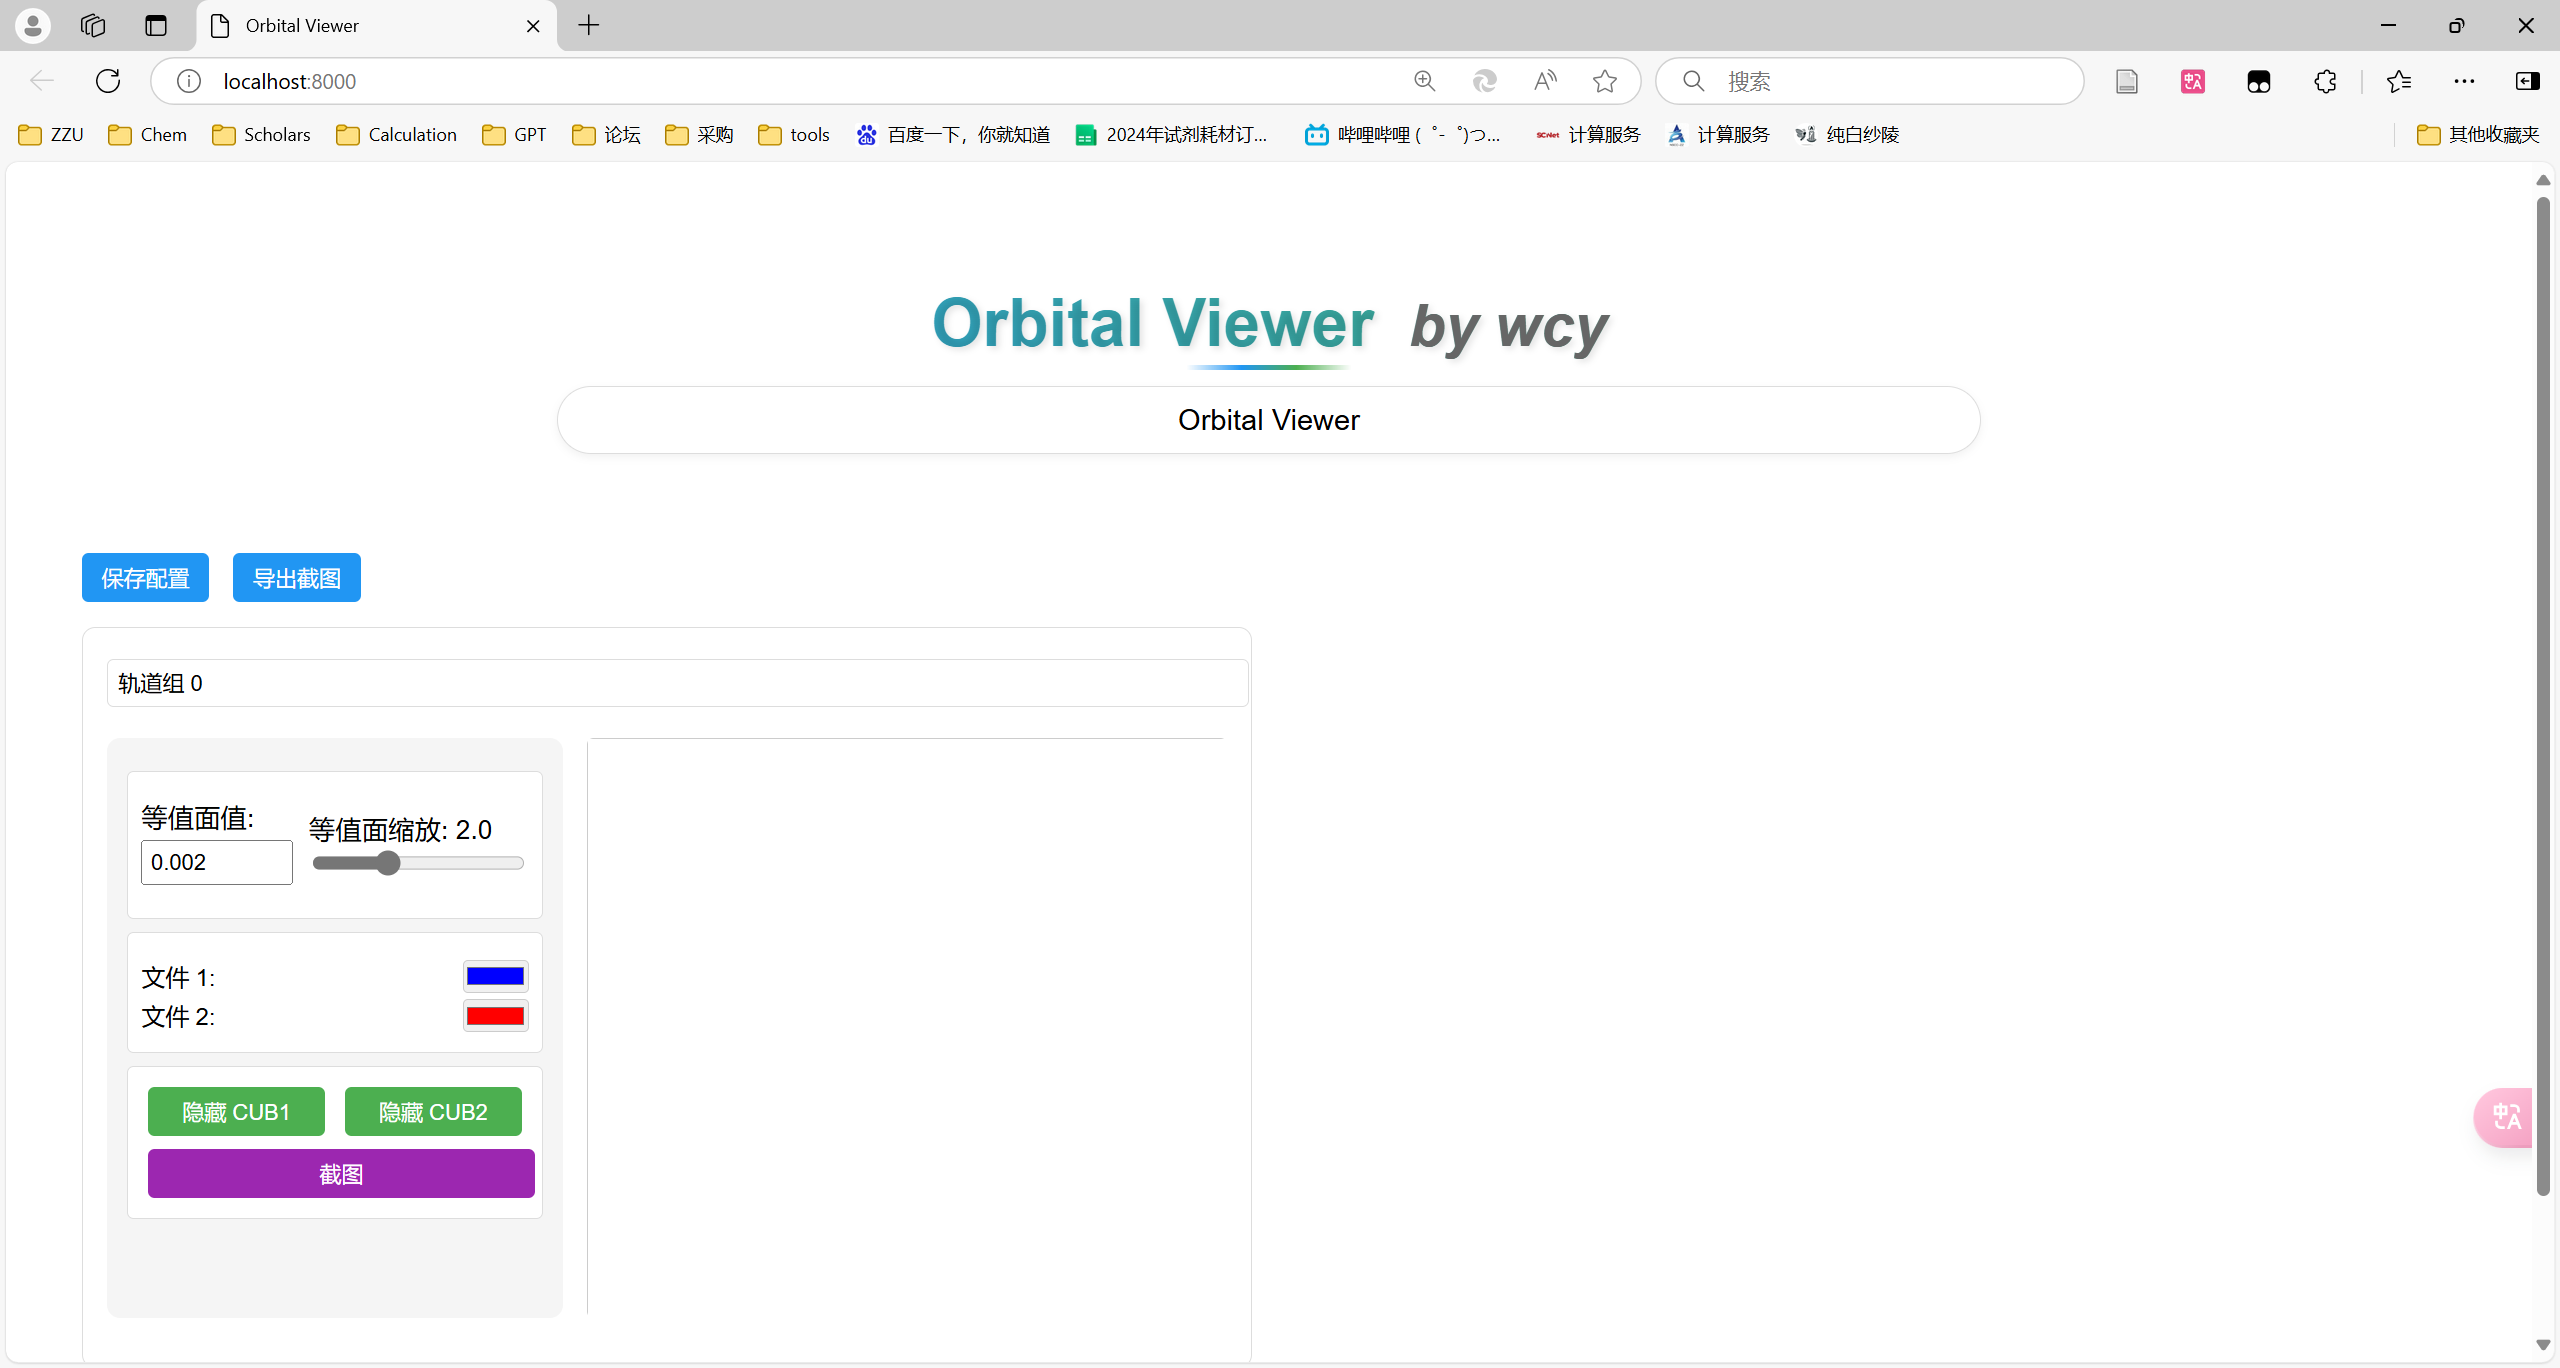 Orbital Viewer
localhost:8000
搜索
ZZU
Chem
Scholars
Calculation
GPT
论坛
采购
tools
百度一下，你就知道
2024年试剂耗材订...
哔哩哔哩 ( ゜- ゜)つ...
SCNet
计算服务
计算服务
纯白纱陵
其他收藏夹
Orbital Viewer by wcy
Orbital Viewer
保存配置
导出截图
轨道组 0
等值面值:
等值面缩放: 2.0
0.002
文件 1:
文件 2:
隐藏 CUB1
隐藏 CUB2
截图